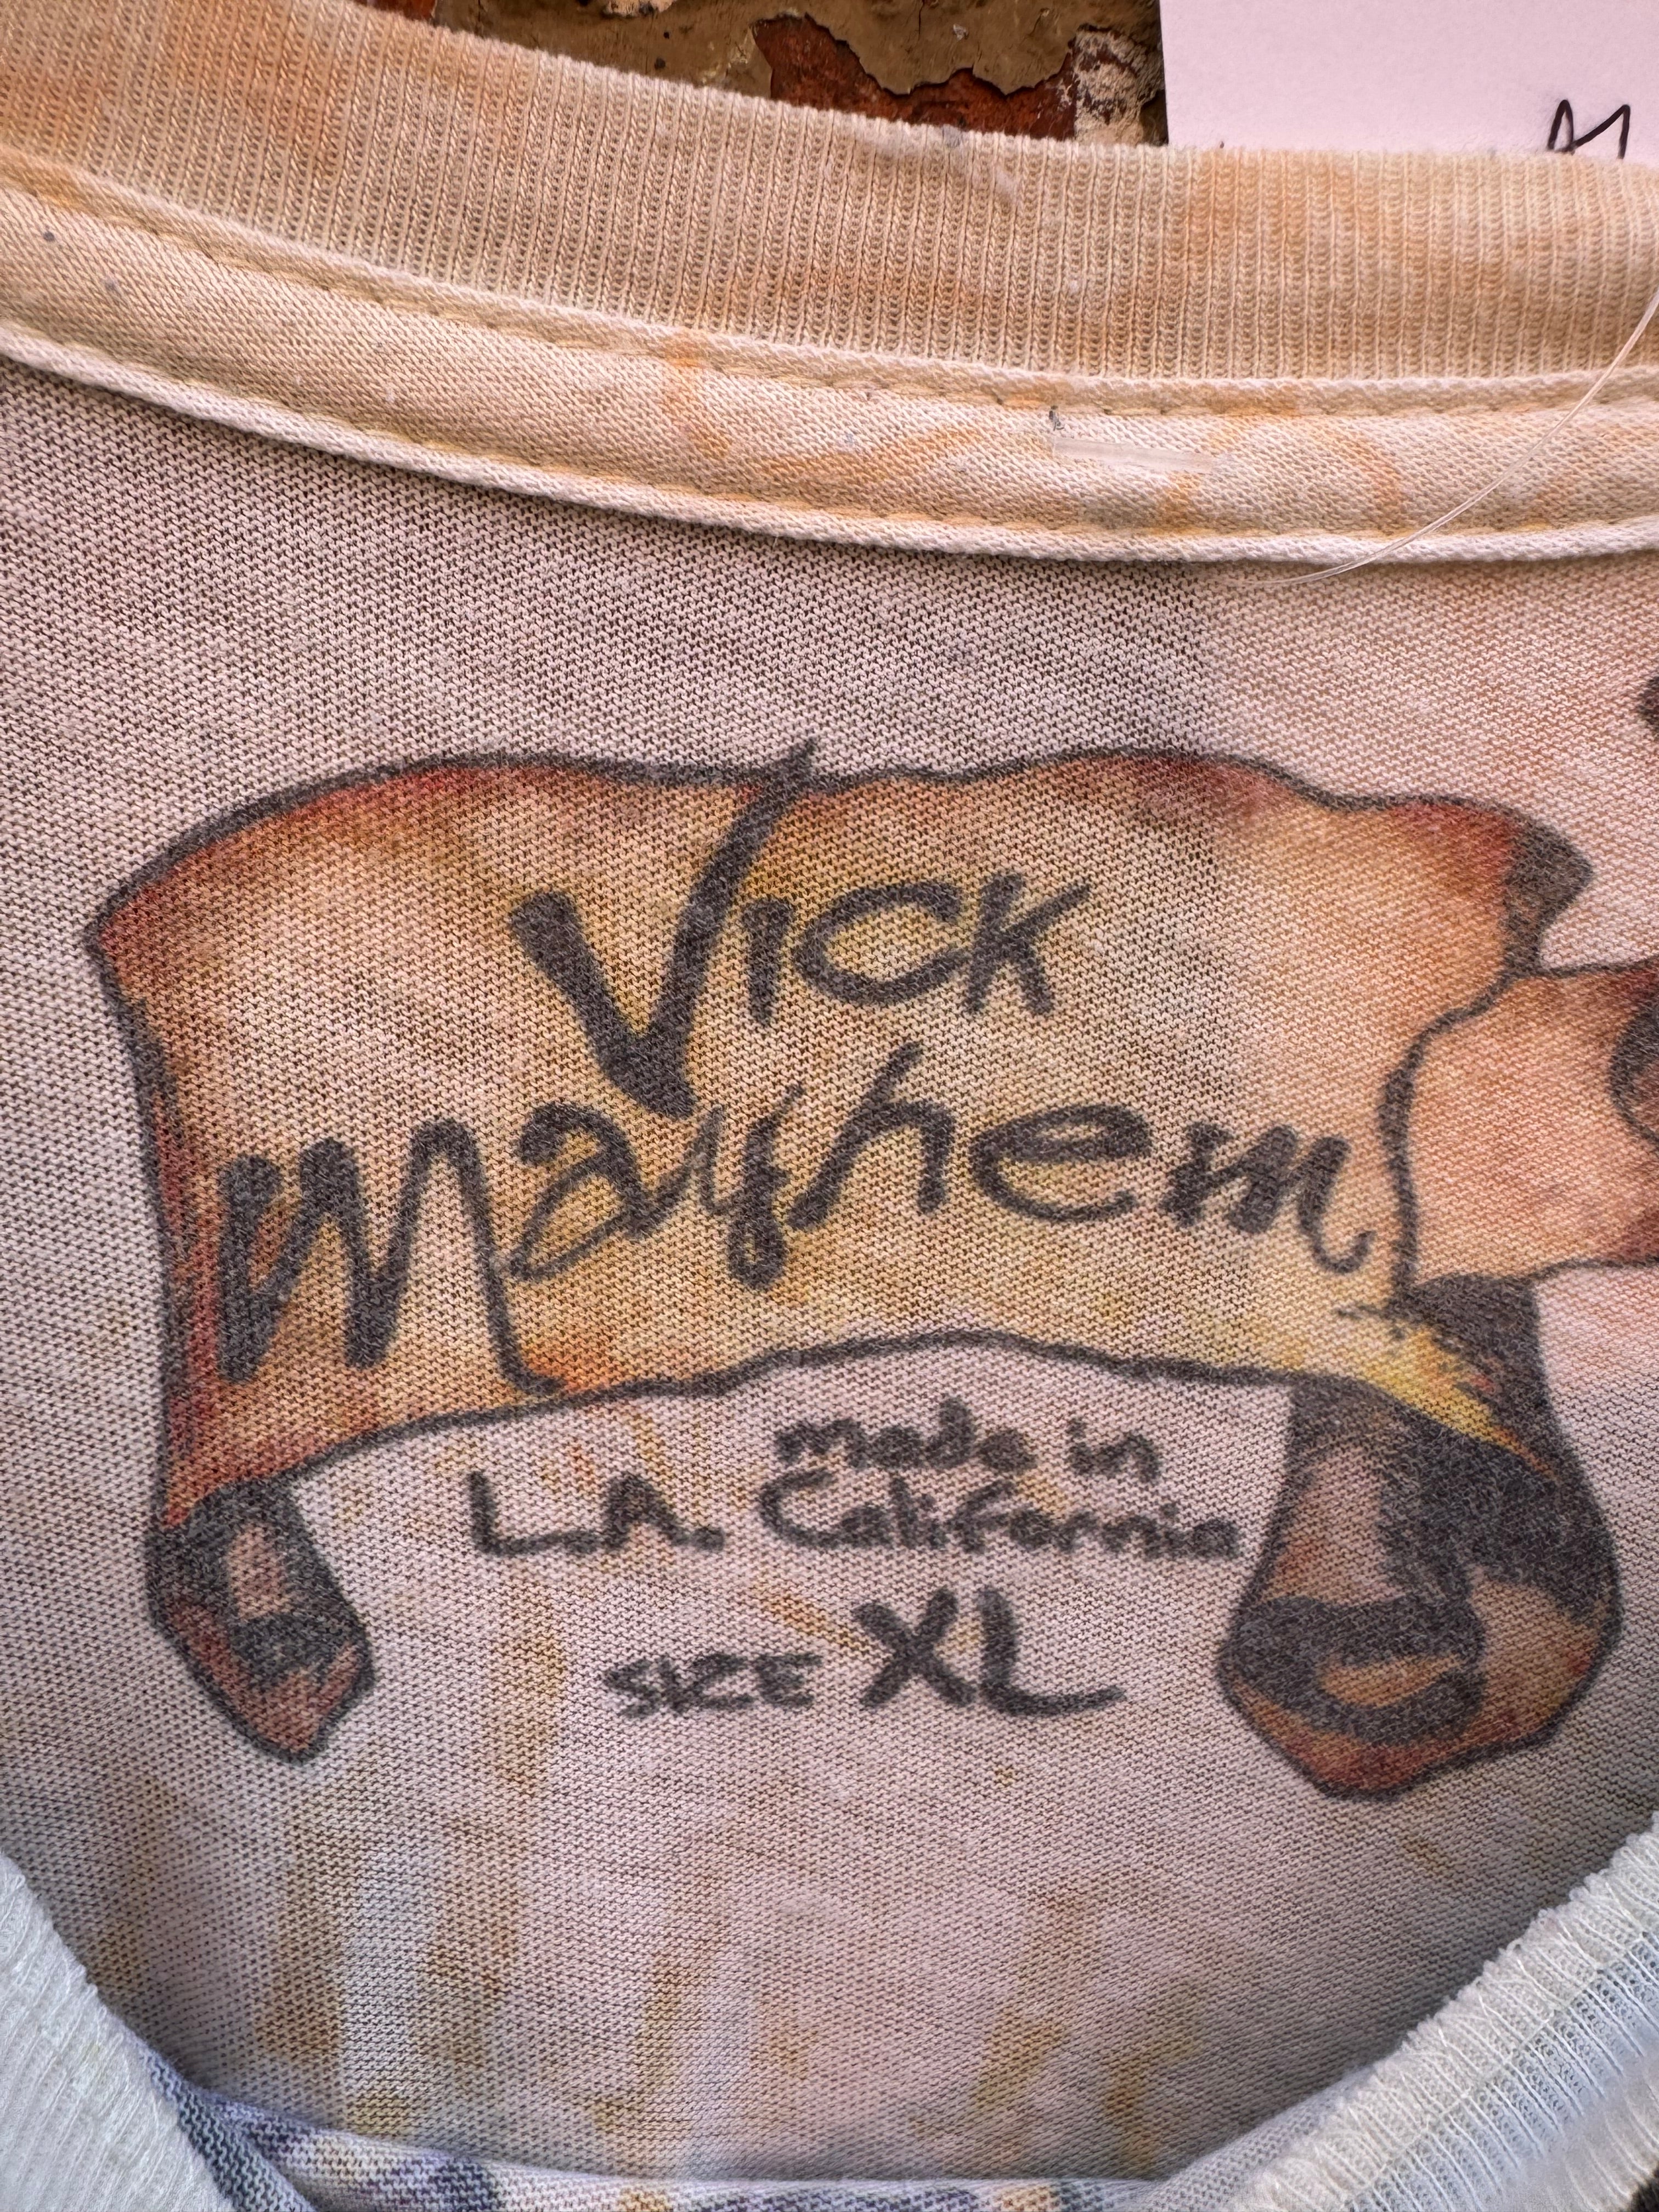 Vick
Mayhem
made in
L.A. California
SIZE XL